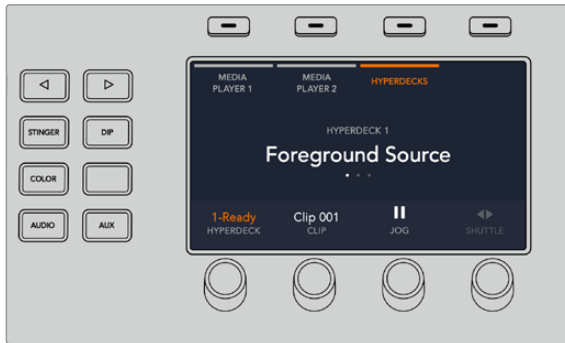 MEDIA
PLAYER 1
MEDIA
PLAYER 2
HYPERDECKS
STINGER
DIP
HYPERDECK 1
Foreground Source
COLOR
1-Ready
HYPERDECK
Clip 001
CLIP
JOG
SHUTTLE
AUDIO
AUX